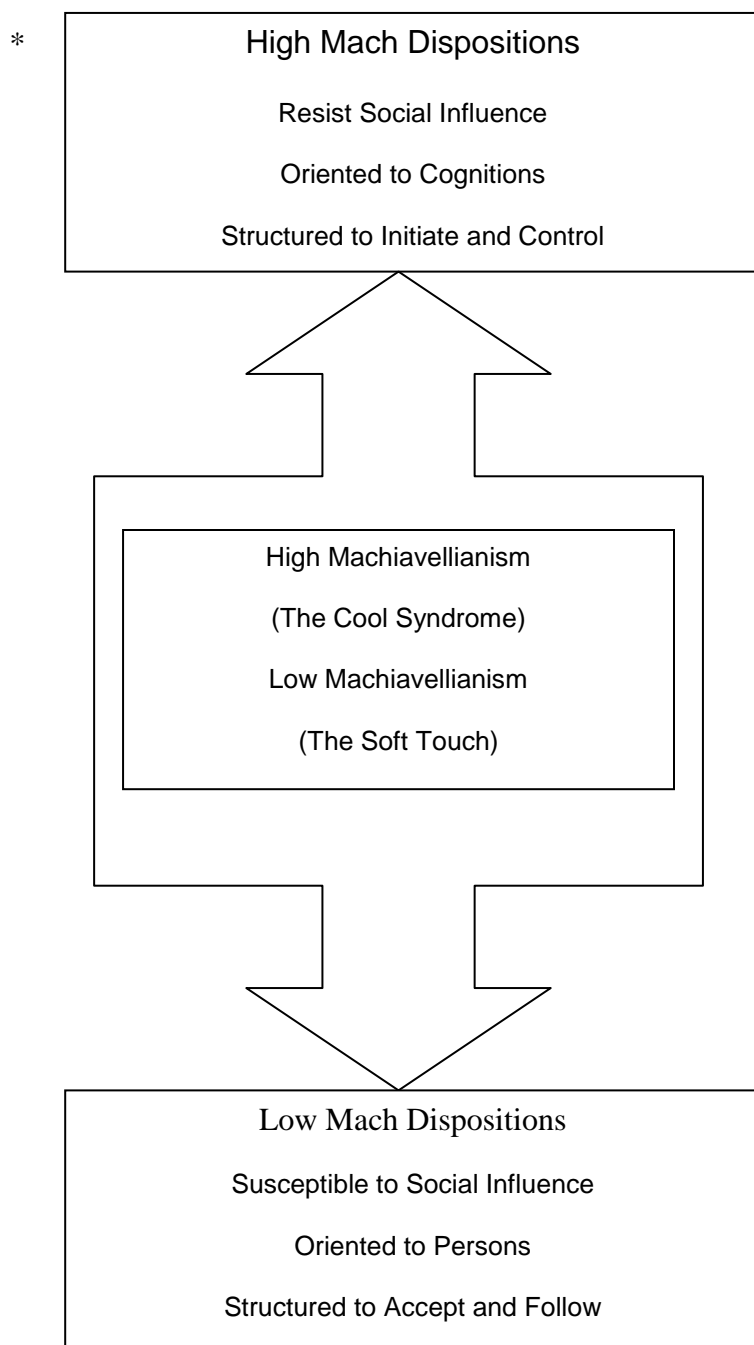 *
High Mach Dispositions
Resist Social Influence
Oriented to Cognitions
Structured to Initiate and Control
High Machiavellianism
(The Cool Syndrome)
Low Machiavellianism
(The Soft Touch)
Low Mach Dispositions
Susceptible to Social Influence
Oriented to Persons
Structured to Accept and Follow